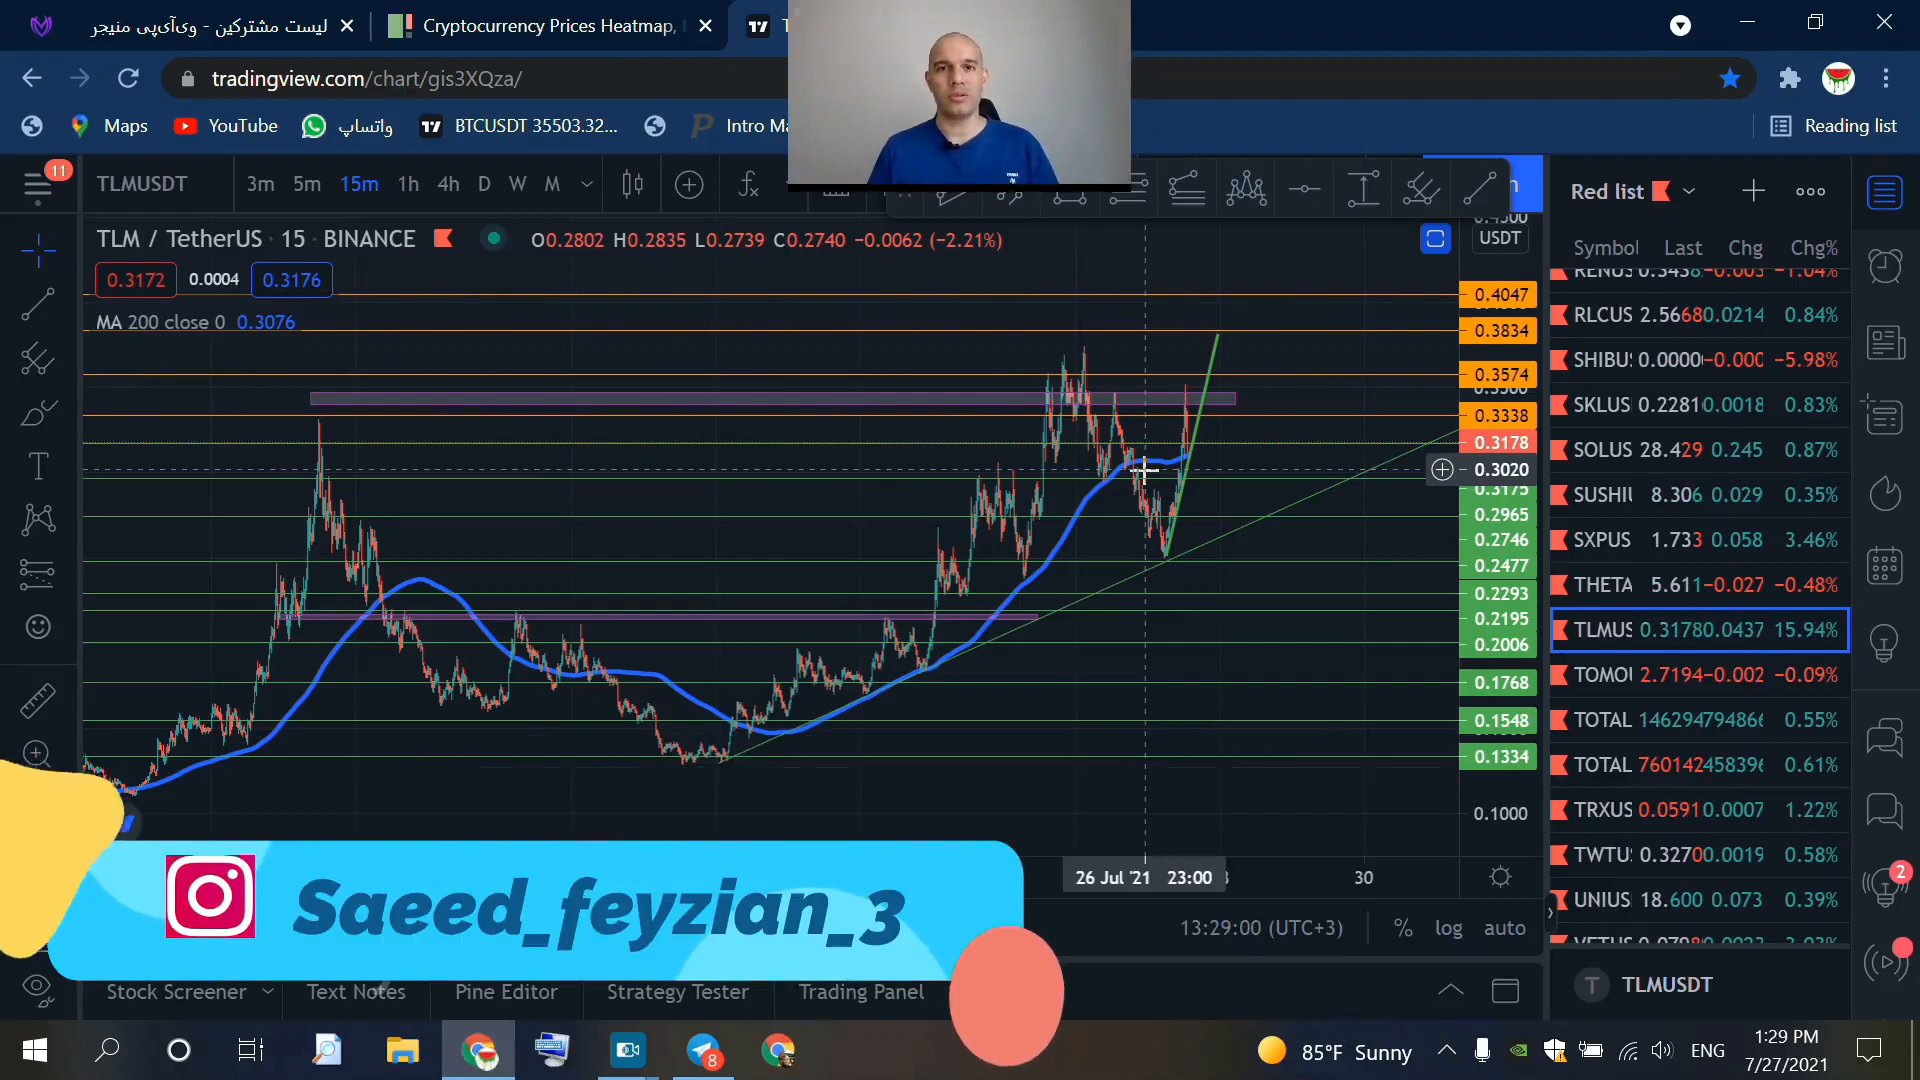 لیست مشترکین - وی‌آی‌پی منیجر
Cryptocurrency Prices Heatmap,
tradingview.com/chart/gis3XQza/
Maps
YouTube
واتساپ
BTCUSDT 35503.32...
Reading list
11
TLMUSDT
3m 5m 15m 1h 4h D W M
TLM / TetherUS · 15 · BINANCE
O0.2802 H0.2835 L0.2739 C0.2740 −0.0062 (−2.21%)
0.3172 0.0004 0.3176
MA 200 close 0 0.3076
USDT
0.4047
0.3834
0.3574
0.3338
0.3178
0.3020
0.3175
0.2965
0.2746
0.2477
0.2293
0.2195
0.2006
0.1768
0.1548
0.1334
0.1000
26 Jul '21 23:00
30
13:29:00 (UTC+3)
% log auto
Red list
Symbol Last Chg Chg%
RLCUS 2.5668 0.0214 0.84%
SHIBUS 0.0000 −0.000 −5.98%
SKLUS 0.2281 0.0018 0.83%
SOLUS 28.429 0.245 0.87%
SUSHIU 8.306 0.029 0.35%
SXPUS 1.733 0.058 3.46%
THETA 5.611 −0.027 −0.48%
TLMUS 0.3178 0.0437 15.94%
TOMOU 2.7194 −0.002 −0.09%
TOTAL 146294794866 0.55%
TOTAL 760142458396 0.61%
TRXUS 0.0591 0.0007 1.22%
TWTUS 0.3270 0.0019 0.58%
UNIUS 18.600 0.073 0.39%
TLMUSDT
2
Saeed_feyzian_3
Stock Screener Text Notes Pine Editor Strategy Tester Trading Panel
8
85°F Sunny
ENG
1:29 PM
7/27/2021